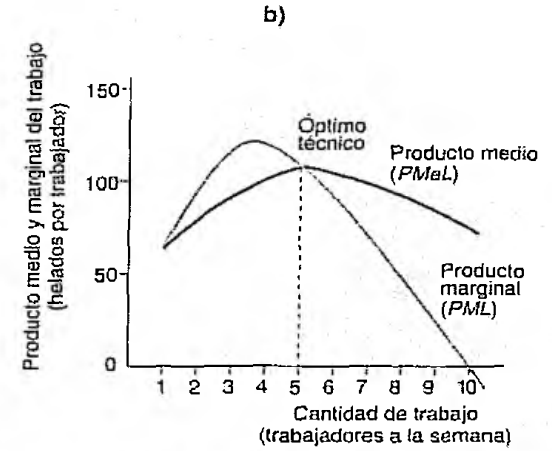 b)
Producto medio y marginal del trabajo
(helados por trabajador)
150
100
50
0
Óptimo
técnico
Producto medio
(PMeL)
Producto
marginal
(PML)
1 2 3 4 5 6 7 8 9 10
Cantidad de trabajo
(trabajadores a la semana)